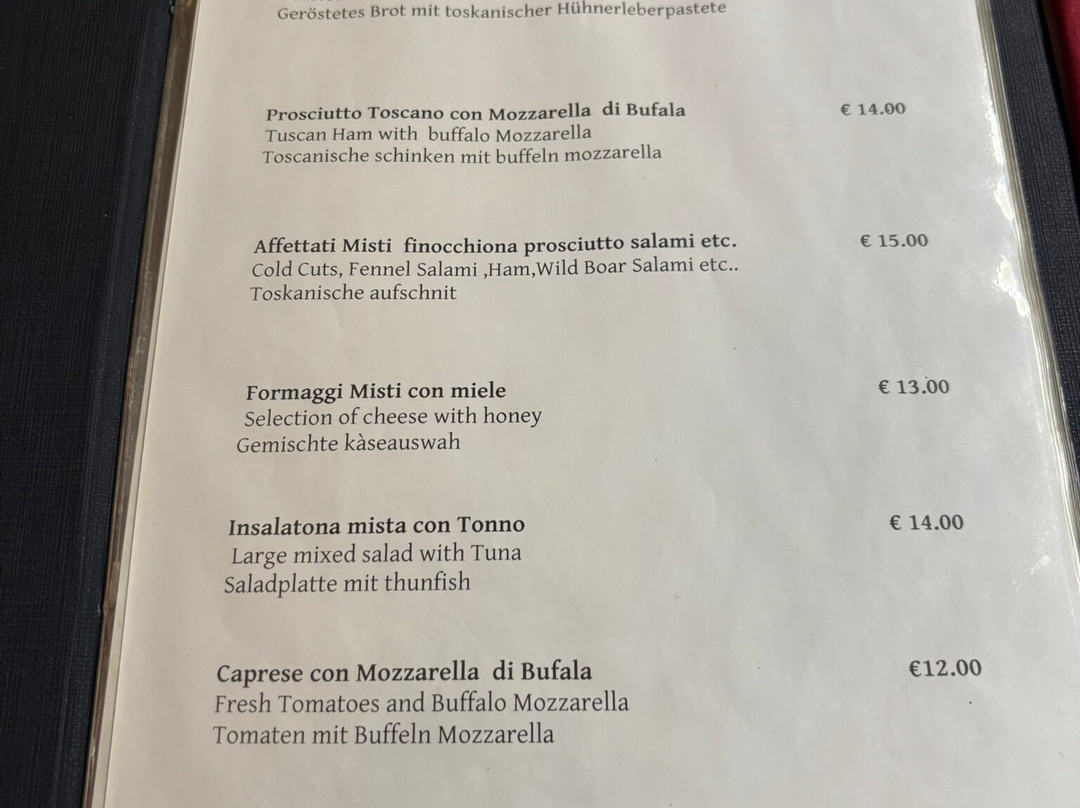 Geröstetes Brot mit toskanischer Hühnerleberpastete
Prosciutto Toscano con Mozzarella di Bufala € 14.00
Tuscan Ham with buffalo Mozzarella
Toscanische schinken mit buffeln mozzarella
Affettati Misti finocchiona prosciutto salami etc. € 15.00
Cold Cuts, Fennel Salami ,Ham,Wild Boar Salami etc..
Toskanische aufschnit
Formaggi Misti con miele € 13.00
Selection of cheese with honey
Gemischte kàseauswah
Insalatona mista con Tonno € 14.00
Large mixed salad with Tuna
Saladplatte mit thunfish
Caprese con Mozzarella di Bufala €12.00
Fresh Tomatoes and Buffalo Mozzarella
Tomaten mit Buffeln Mozzarella